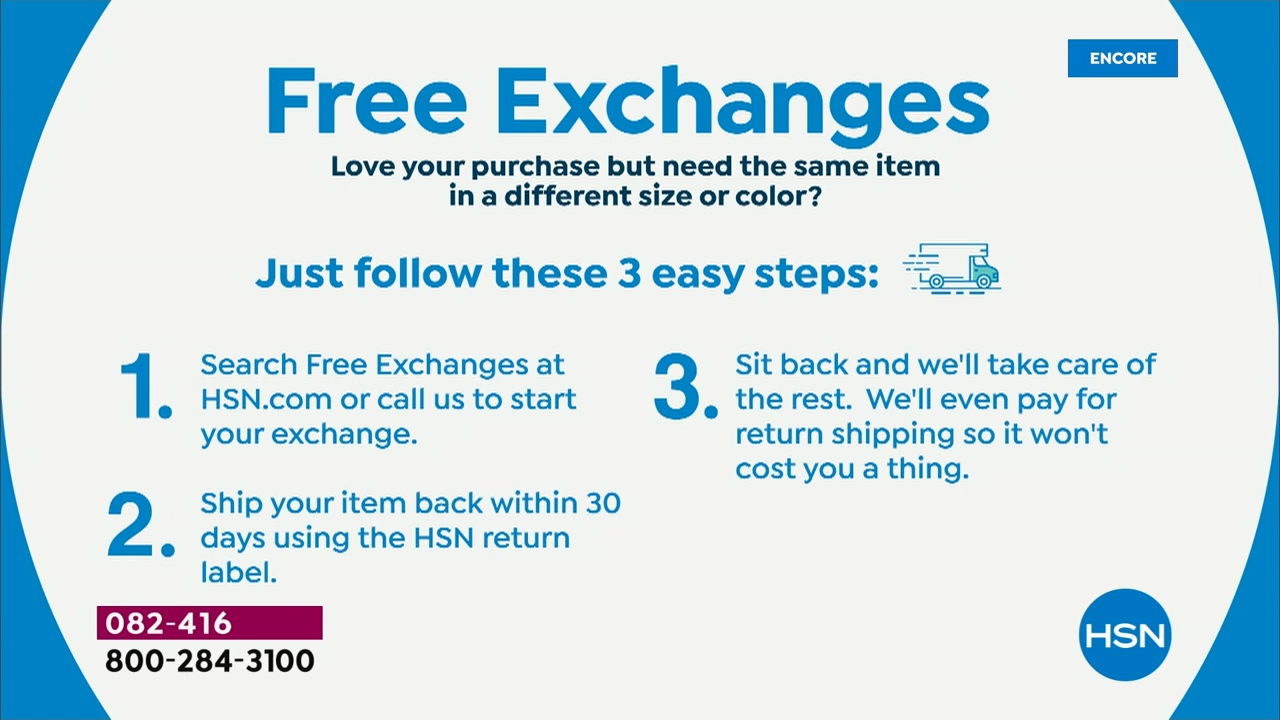 ENCORE
Free Exchanges
Love your purchase but need the same item
in a different size or color?
Just follow these 3 easy steps:
1. Search Free Exchanges at
HSN.com or call us to start
your exchange.
2. Ship your item back within 30
days using the HSN return
label.
3. Sit back and we'll take care of
the rest. We'll even pay for
return shipping so it won't
cost you a thing.
082-416
800-284-3100
HSN